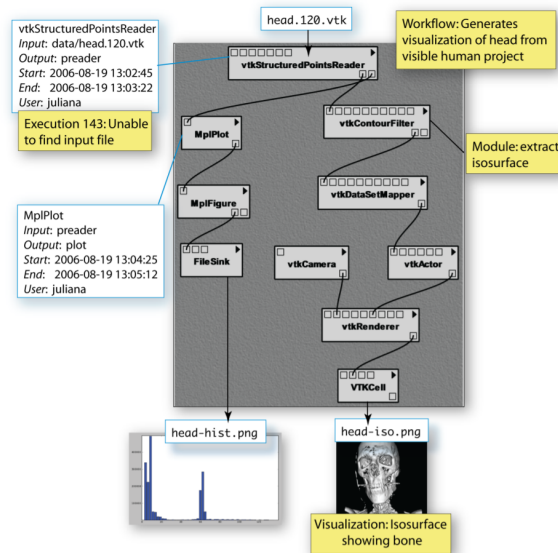 head.120.vtk
vtkStructuredPointsReader
Input: data/head.120.vtk
Output: preader
Start: 2006-08-19 13:02:45
End: 2006-08-19 13:03:22
User: juliana
Execution 143: Unable
to find input file
Workflow: Generates
visualization of head from
visible human project
vtkStructuredPointsReader
MplPlot
vtkContourFilter
Module: extract
isosurface
MplFigure
vtkDataSetMapper
MplPlot
Input: preader
Output: plot
Start: 2006-08-19 13:04:25
End: 2006-08-19 13:05:12
User: juliana
FileSink
vtkCamera
vtkActor
vtkRenderer
VTKCell
head-hist.png
head-iso.png
Visualization: Isosurface
showing bone